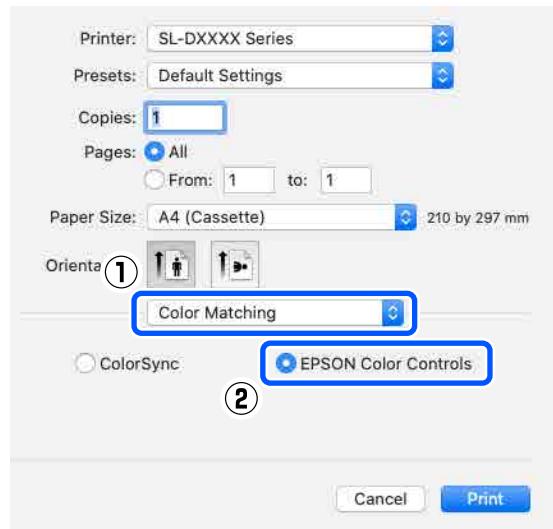 Printer: SL-DXXXX Series
Presets: Default Settings
Copies: 1
Pages: All
From: 1 to: 1
Paper Size: A4 (Cassette) 210 by 297 mm
Orienta
1
Color Matching
ColorSync EPSON Color Controls
2
Cancel Print